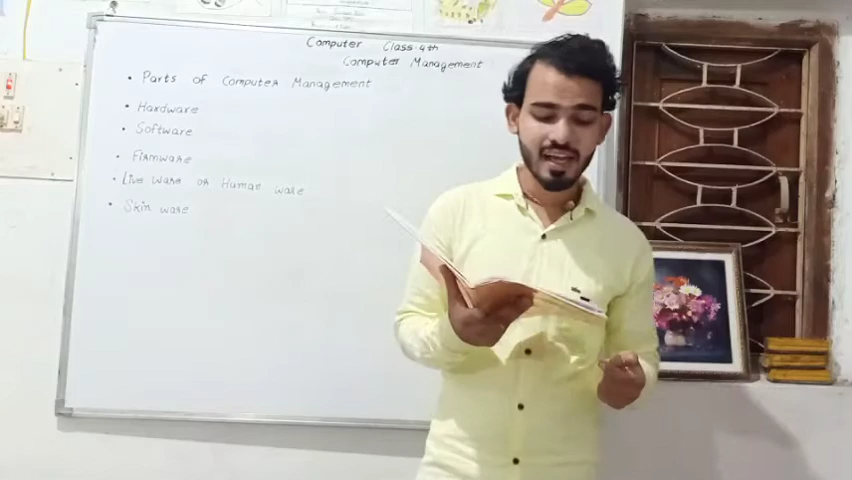 Computer Class:4th
Computer Management
• Parts of Computer Management
• Hardware
• Software
• Firmware
• Live ware or Human ware
• Skin ware